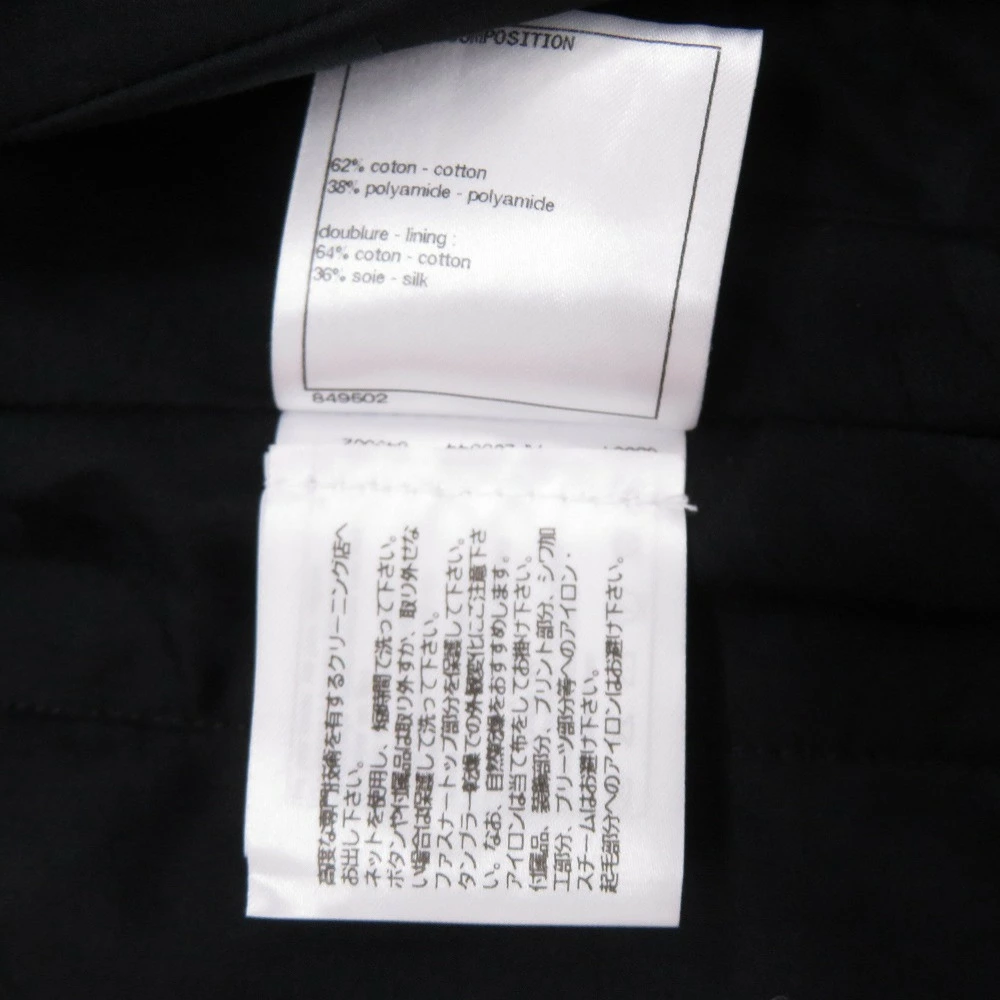 COMPOSITION
62% coton - cotton
38% polyamide - polyamide
doublure - lining :
64% coton - cotton
36% soie - silk
849502
高度な専門技術を有するクリーニング店へ
お出し下さい。
ネットを使用し、短時間で洗って下さい。
ボタンや付属品は取り外すか、取り外せな
い場合は保護して洗って下さい。
ファスナートップ部分を保護して下さい。
タンブラー乾燥での外観変化にご注意下さ
い。なお、自然乾燥をおすすめします。
アイロンは当て布をしてお掛け下さい。
付属品、装飾部分、プリント部分、シワ加
工部分、プリーツ部分等へのアイロン・
スチームはお避け下さい。
起毛部分へのアイロンはお避け下さい。